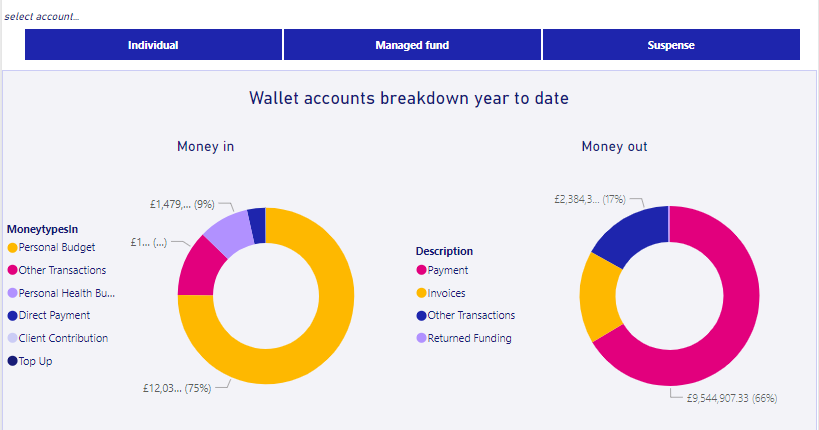 select account...
Individual
Managed fund
Suspense
Wallet accounts breakdown year to date
Money in
Money out
MoneytypesIn
Personal Budget
Other Transactions
Personal Health Bu...
Direct Payment
Client Contribution
Top Up
£1,479,... (9%)
£1... (...)
£12,03... (75%)
Description
Payment
Invoices
Other Transactions
Returned Funding
£2,384,3... (17%)
£9,544,907.33 (66%)